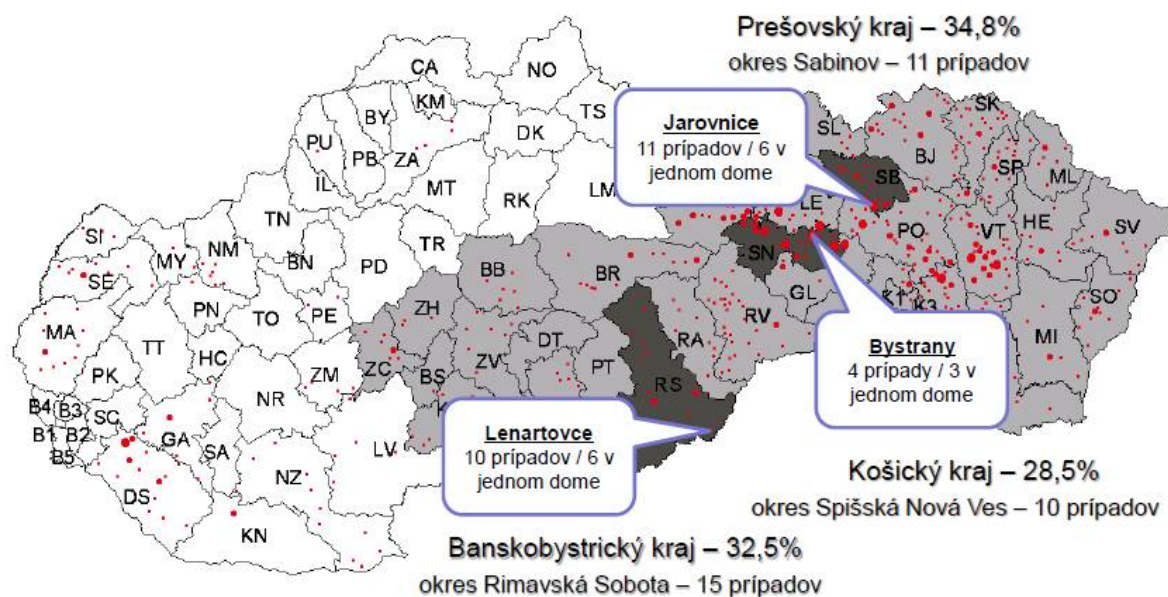 Prešovský kraj – 34,8%
okres Sabinov – 11 prípadov
CA
NO
KM
TS
BY
PU
DK
PB
ZA
IL
MT
RK
LM
Jarovnice
11 prípadov / 6 v
jednom dome
SL
SK
BJ
SB
SP
ML
LE
TN
SI
NM
MY
BN
PD
TR
SE
BB
BR
SN
PO
VT
HE
SV
PN
TO
PE
ZH
GL
K3
SO
MA
TT
HC
ZC
ZV
DT
RA
RV
MI
PK
NR
ZM
BS
PT
RS
Bystrany
4 prípady / 3 v
jednom dome
B4
B3
SC
B1
B2
B5
GA
SA
LV
Lenartovce
10 prípadov / 6 v
jednom dome
DS
NZ
KN
Košický kraj – 28,5%
okres Spišská Nová Ves – 10 prípadov
Banskobystrický kraj – 32,5%
okres Rimavská Sobota – 15 prípadov